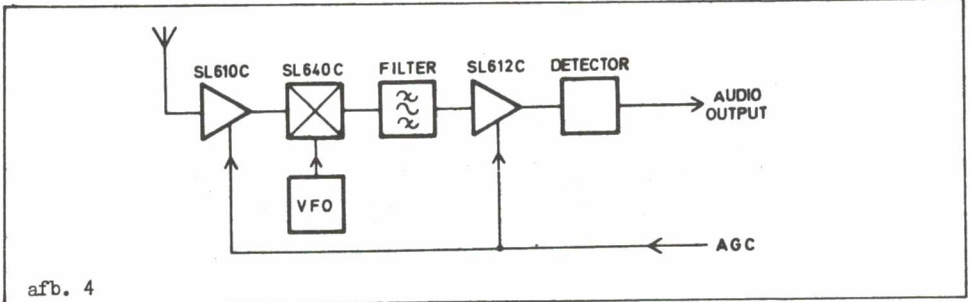 SL610C
SL640C
FILTER
SL612C
DETECTOR
AUDIO
OUTPUT
VFO
AGC
afb. 4